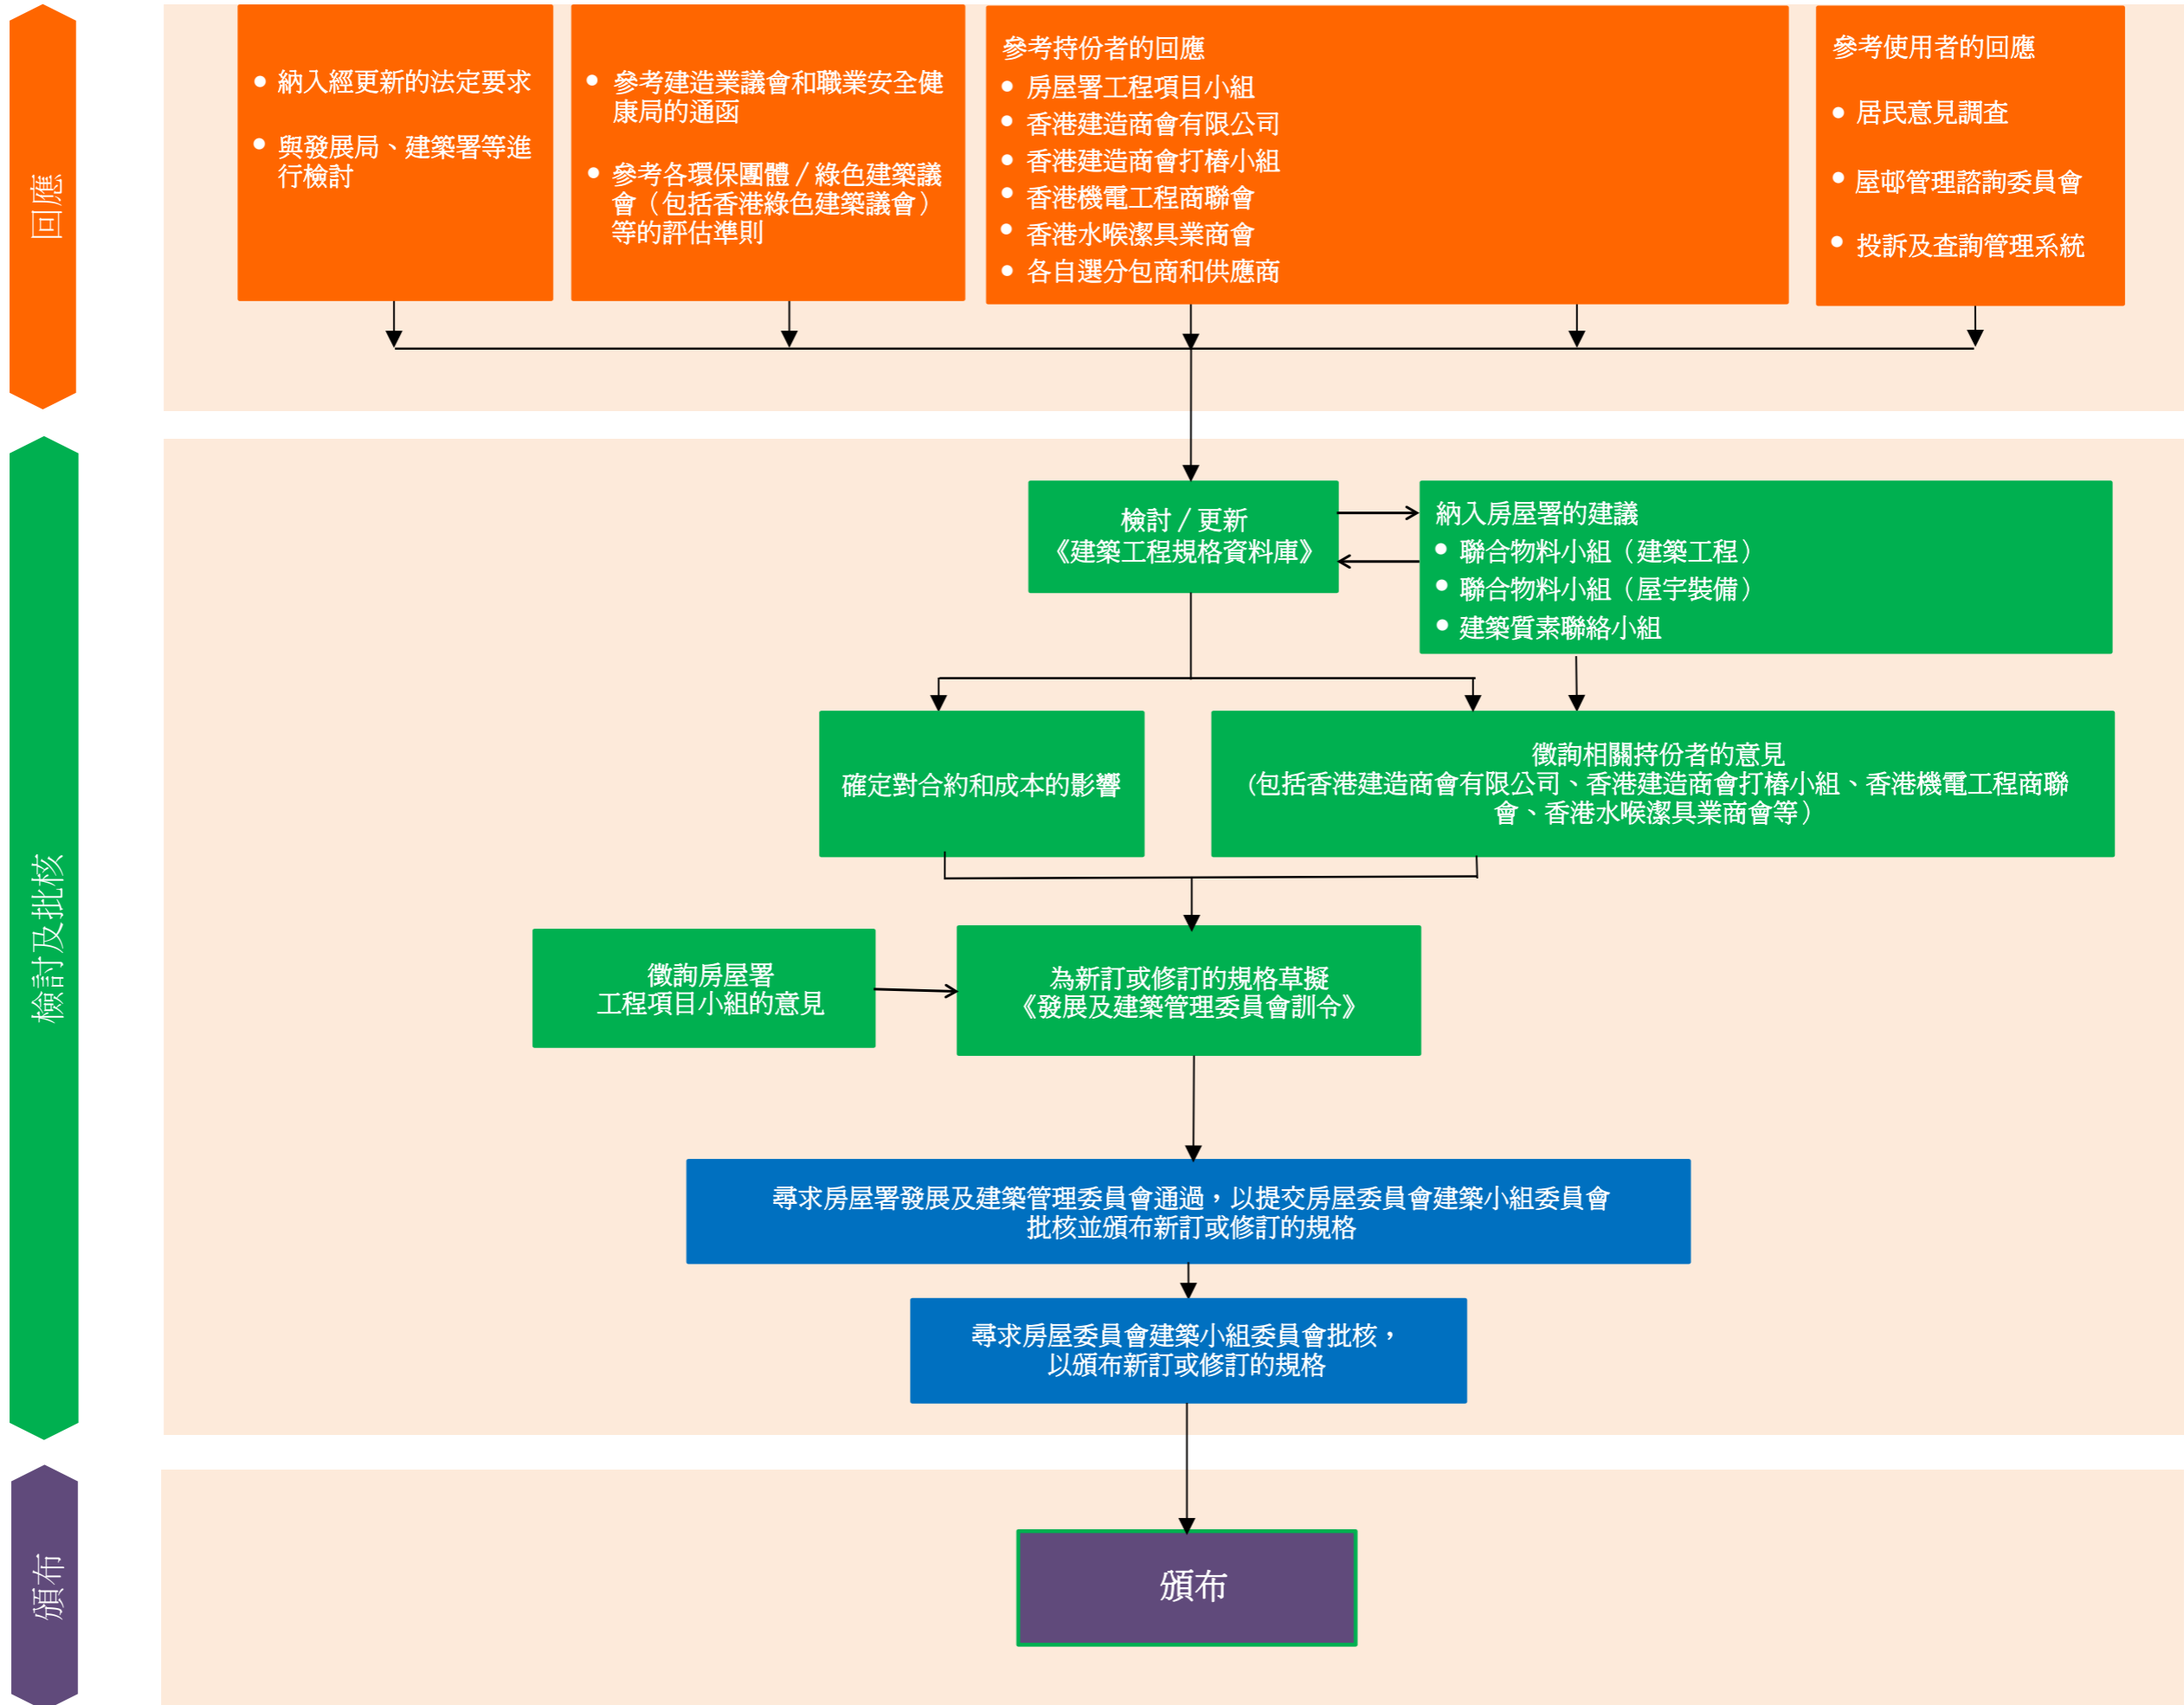 回應
納入經更新的法定要求
與發展局、建築署等進
行檢討
參考建造業議會和職業安全健
康局的通函
參考各環保團體／綠色建築議
會（包括香港綠色建築議會）
等的評估準則
參考持份者的回應
房屋署工程項目小組
香港建造商會有限公司
香港建造商會打樁小組
香港機電工程商聯會
香港水喉潔具業商會
各自選分包商和供應商
參考使用者的回應
居民意見調查
屋邨管理諮詢委員會
投訴及查詢管理系統
檢討及批核
檢討／更新
《建築工程規格資料庫》
納入房屋署的建議
聯合物料小組（建築工程）
聯合物料小組（屋宇裝備）
建築質素聯絡小組
確定對合約和成本的影響
徵詢相關持份者的意見
(包括香港建造商會有限公司、香港建造商會打樁小組、香港機電工程商聯
會、香港水喉潔具業商會等）
徵詢房屋署
工程項目小組的意見
為新訂或修訂的規格草擬
《發展及建築管理委員會訓令》
尋求房屋署發展及建築管理委員會通過，以提交房屋委員會建築小組委員會
批核並頒布新訂或修訂的規格
尋求房屋委員會建築小組委員會批核，
以頒布新訂或修訂的規格
頒布
頒布